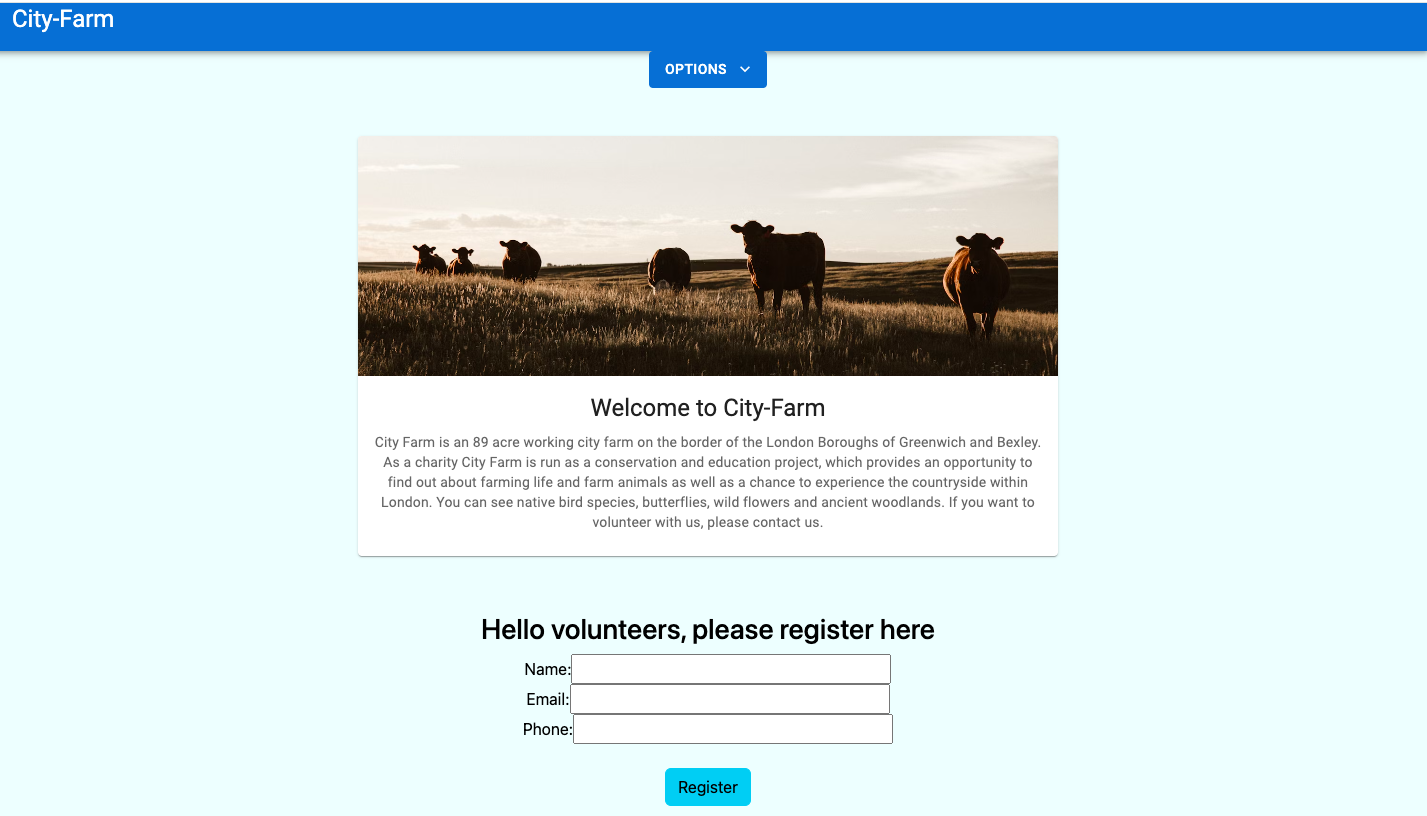 City-Farm
OPTIONS
Welcome to City-Farm
City Farm is an 89 acre working city farm on the border of the London Boroughs of Greenwich and Bexley.
As a charity City Farm is run as a conservation and education project, which provides an opportunity to
find out about farming life and farm animals as well as a chance to experience the countryside within
London. You can see native bird species, butterflies, wild flowers and ancient woodlands. If you want to
volunteer with us, please contact us.
Hello volunteers, please register here
Name:
Email:
Phone:
Register